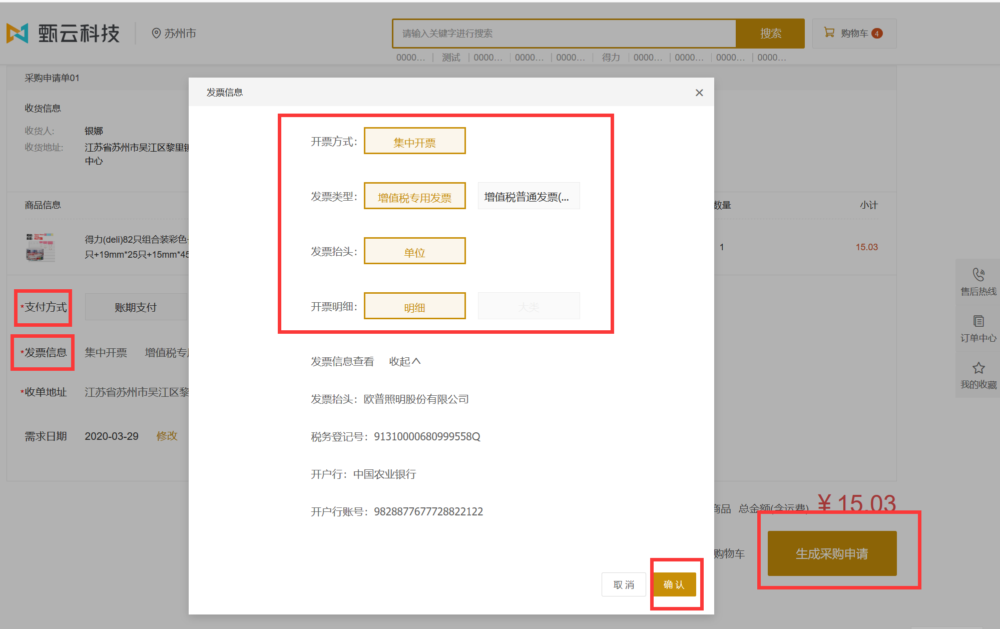 甄云科技
苏州市
请输入关键字进行搜索
搜索
购物车 4
0000... 测试 0000... 0000... 0000... 得力 0000... 0000... 0000... 0000...
采购申请单01
收货信息
收货人: 银娜
收货地址: 江苏省苏州市吴江区黎里镇
中心
商品信息 数量 小计
得力(deli)82只组合装彩色
只+19mm*25只+15mm*45 1 15.03
*支付方式 账期支付
*发票信息 集中开票 增值税专用
*收单地址 江苏省苏州市吴江区黎
需求日期 2020-03-29 修改
发票信息
开票方式: 集中开票
发票类型: 增值税专用发票 增值税普通发票(...
发票抬头: 单位
开票明细: 明细 大类
发票信息查看 收起
发票抬头: 欧普照明股份有限公司
税务登记号: 91310000680999558Q
开户行: 中国农业银行
开户行账号: 9828877677728822122
取 消 确 认
售后热线
订单中心
我的收藏
商品 总金额(含运费) ¥ 15.03
购物车 生成采购申请